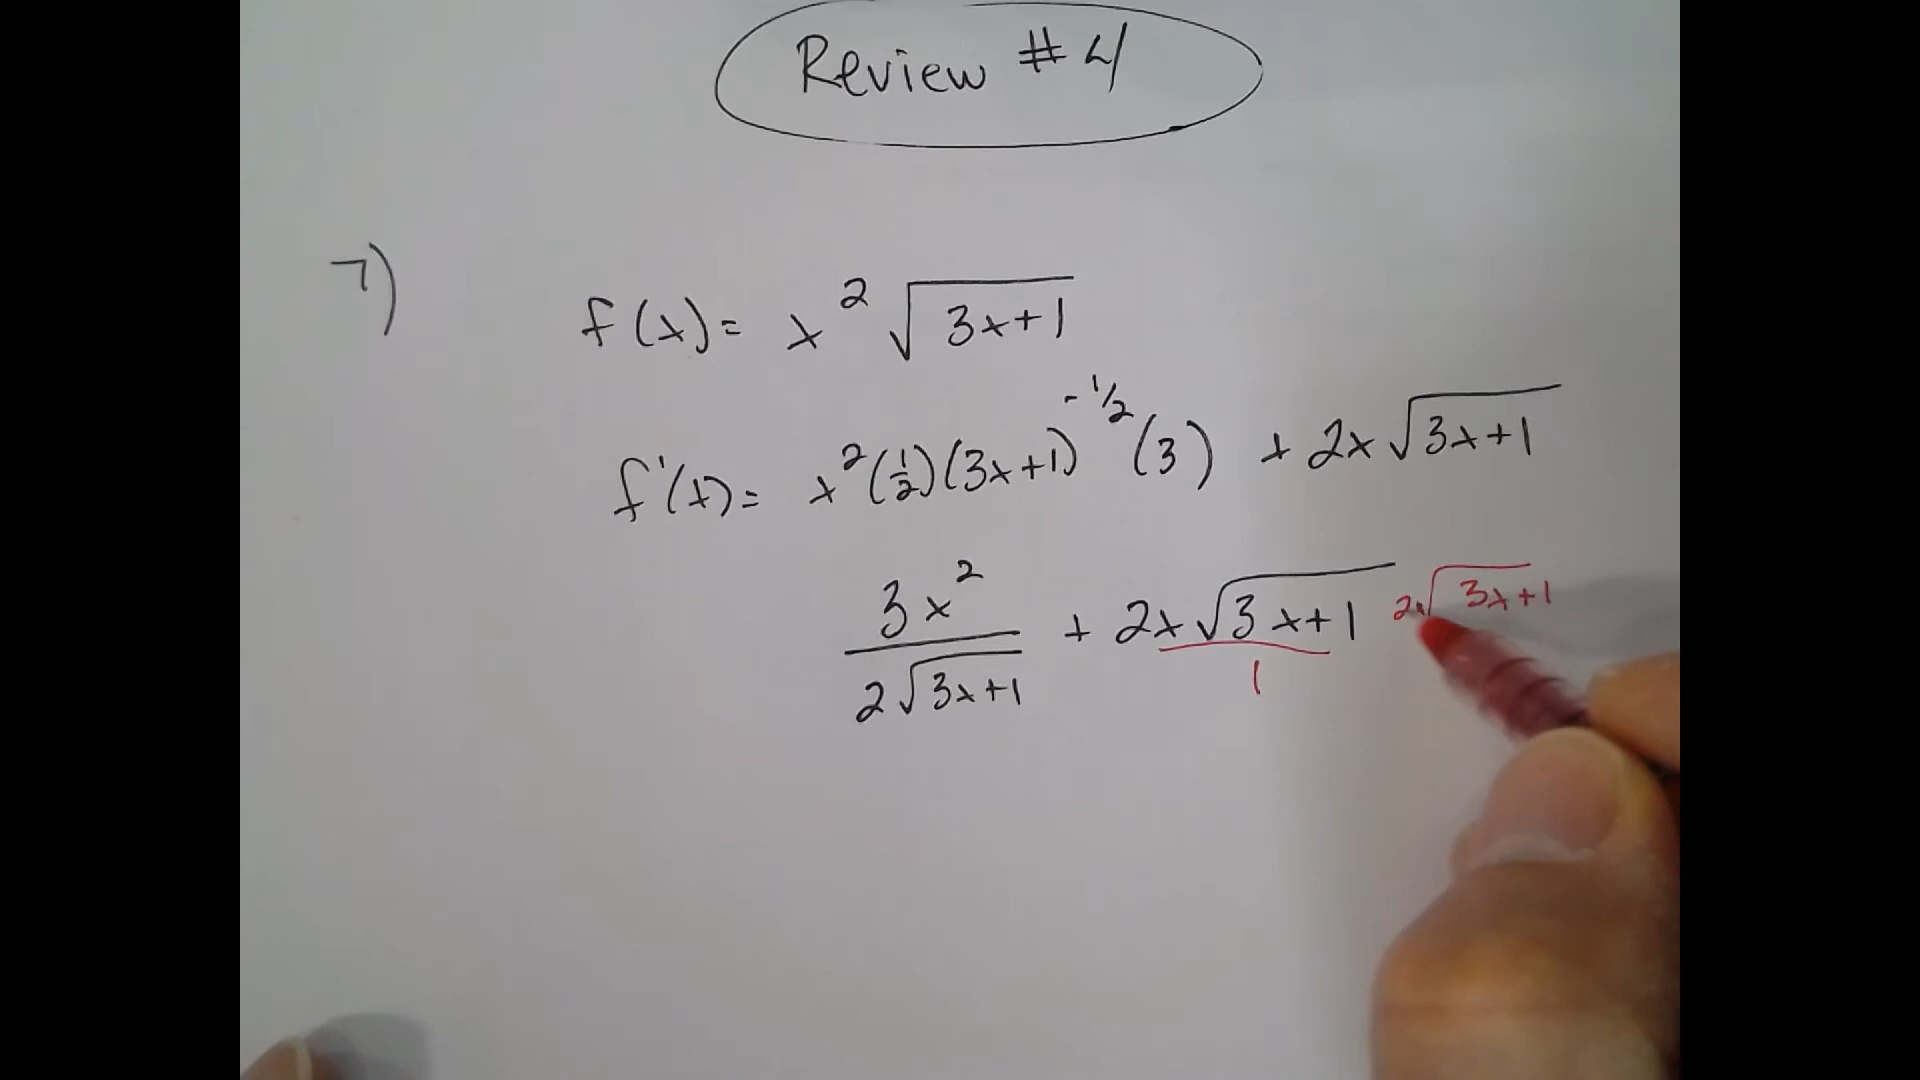 Review #4
7)
f(x)= x² √(3x+1)
f'(x)= x²(1/2)(3x+1)^(-1/2) (3) + 2x√(3x+1)
3x² / 2√(3x+1) + 2x√(3x+1) / 1 2√(3x+1)